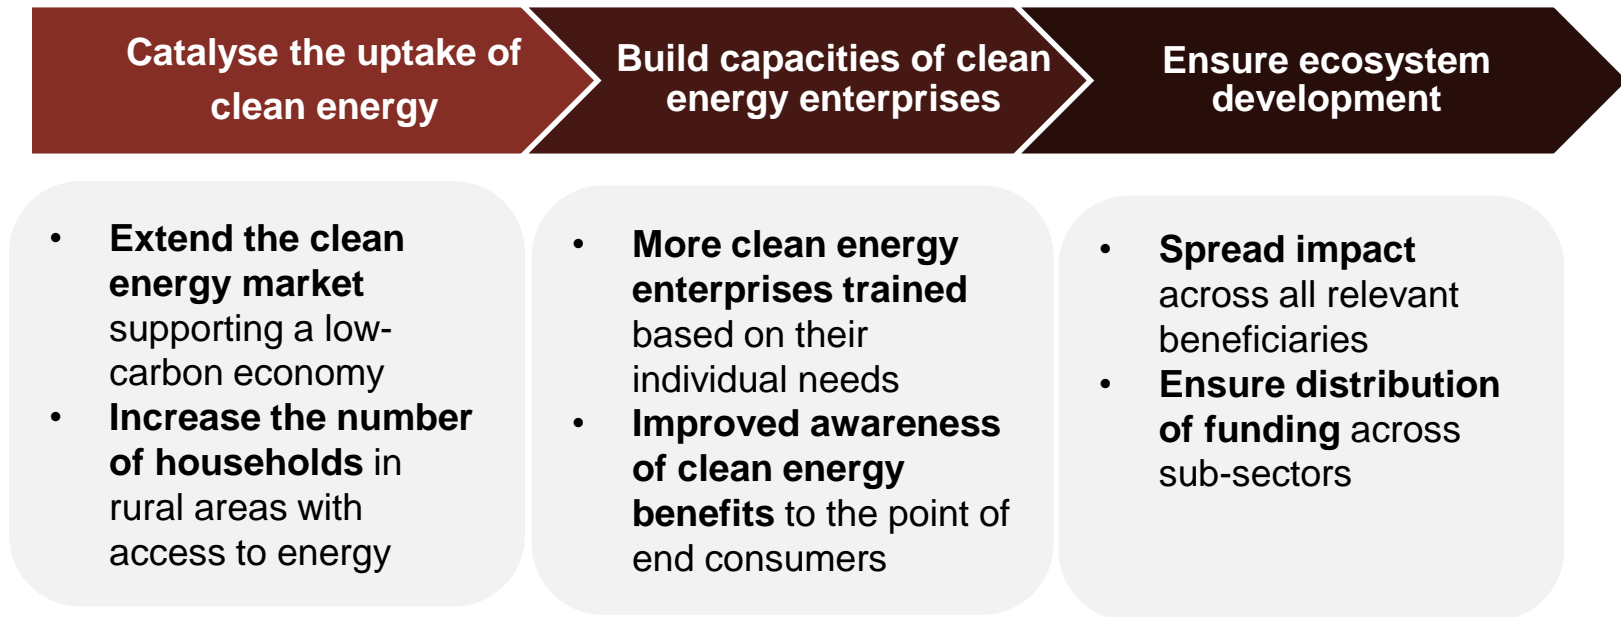 Catalyse the uptake of
clean energy
Build capacities of clean
energy enterprises
Ensure ecosystem
development
• Extend the clean
energy market
supporting a low-
carbon economy
• Increase the number
of households in
rural areas with
access to energy
• More clean energy
enterprises trained
based on their
individual needs
• Improved awareness
of clean energy
benefits to the point of
end consumers
• Spread impact
across all relevant
beneficiaries
• Ensure distribution
of funding across
sub-sectors